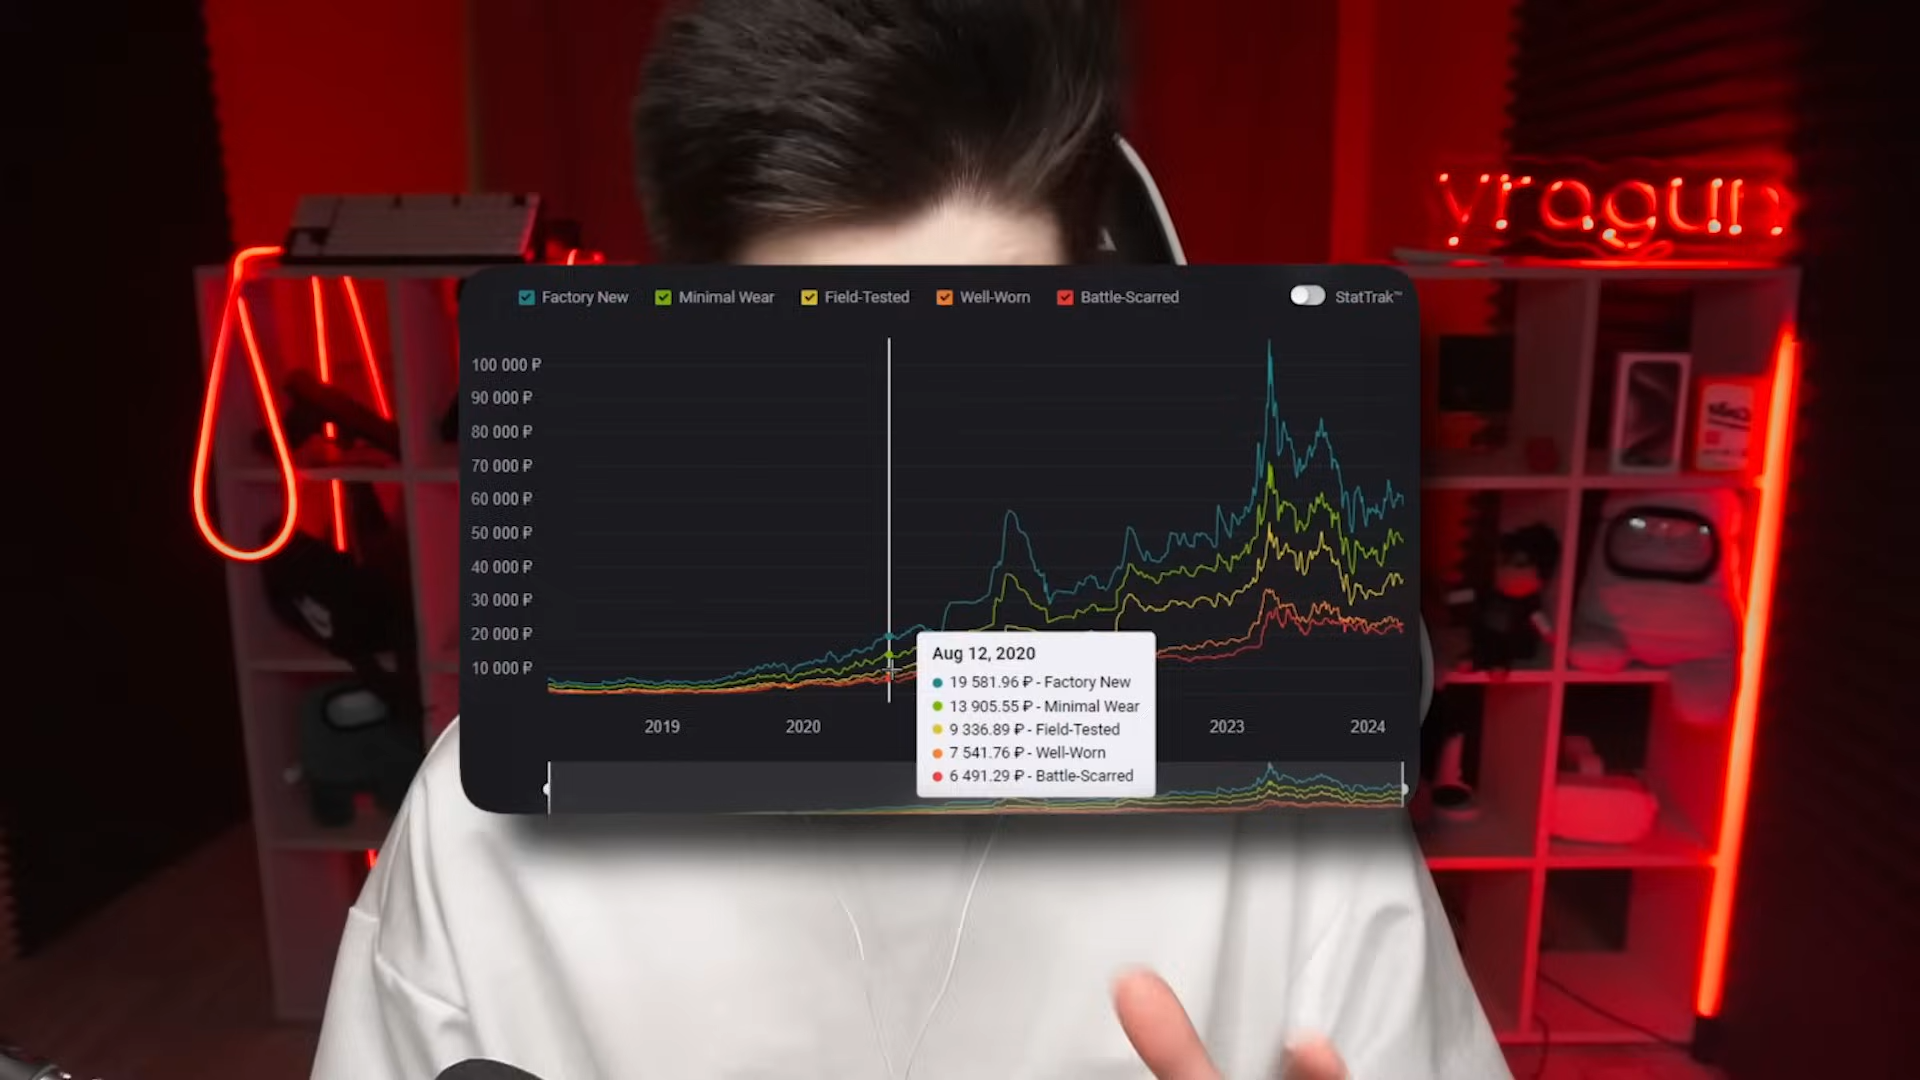 yragun
Factory New
Minimal Wear
Field-Tested
Well-Worn
Battle-Scarred
StatTrak™
100 000 ₽
90 000 ₽
80 000 ₽
70 000 ₽
60 000 ₽
50 000 ₽
40 000 ₽
30 000 ₽
20 000 ₽
10 000 ₽
Aug 12, 2020
19 581.96 ₽ - Factory New
13 905.55 ₽ - Minimal Wear
9 336.89 ₽ - Field-Tested
7 541.76 ₽ - Well-Worn
6 491.29 ₽ - Battle-Scarred
2019
2020
2023
2024